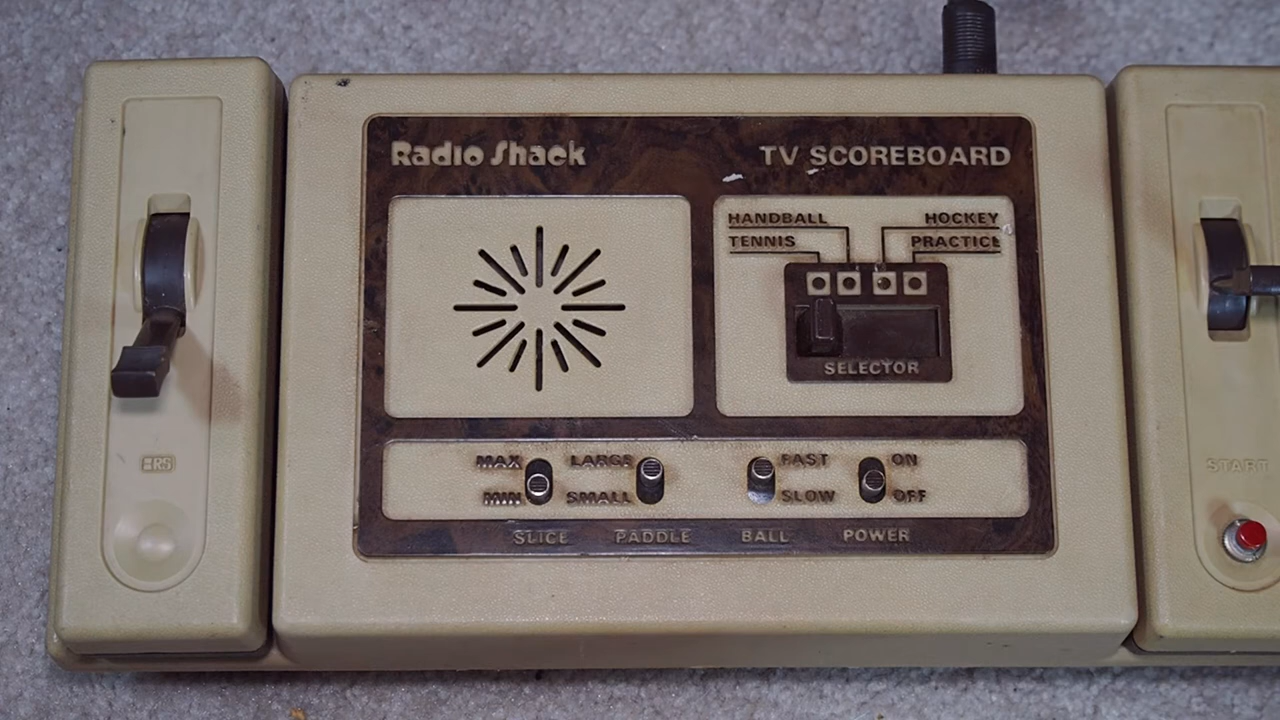 Radio Shack
TV SCOREBOARD
HANDBALL
HOCKEY
TENNIS
PRACTICE
SELECTOR
MAX
LARGE
FAST
ON
MIN
SMALL
SLOW
OFF
SLICE
PADDLE
BALL
POWER
RS
START